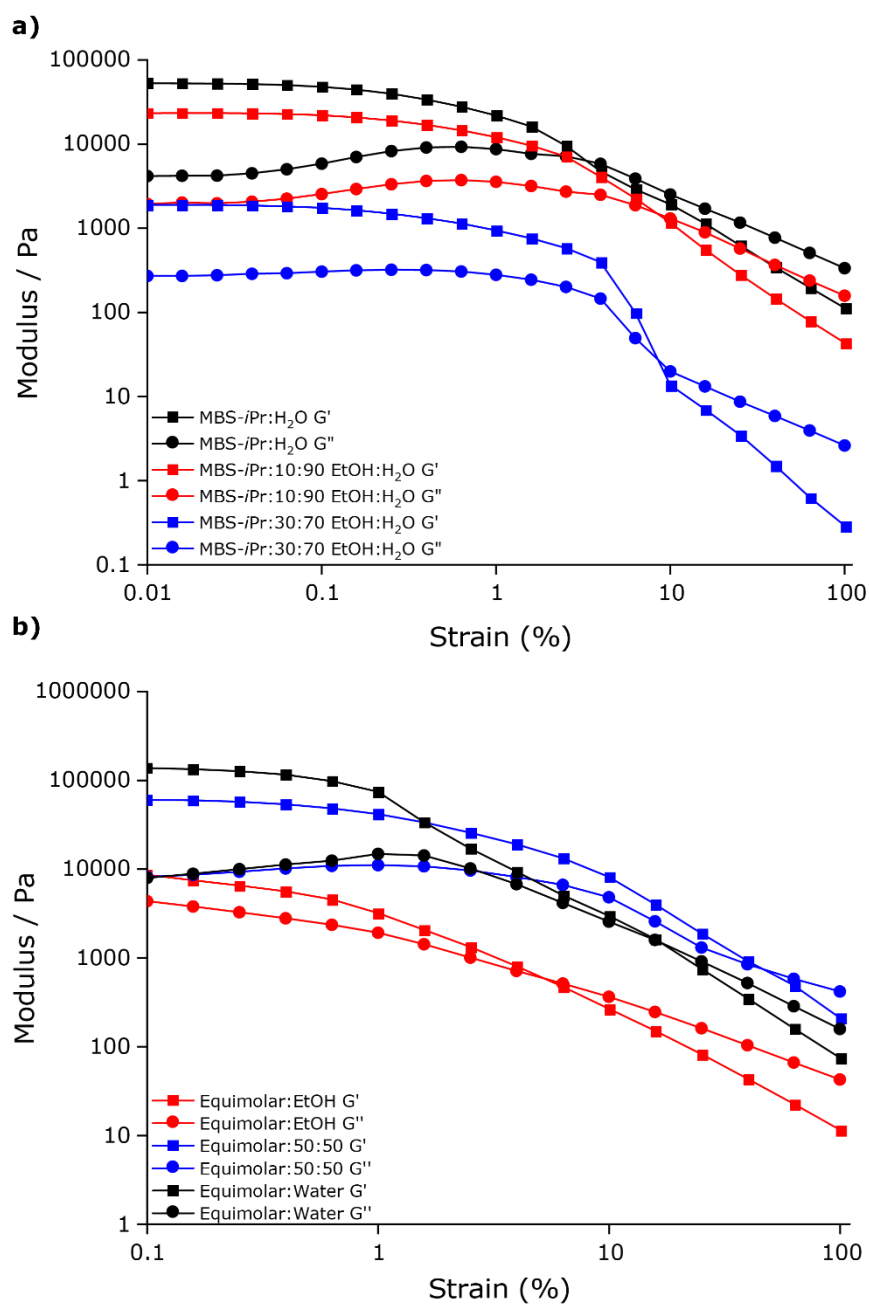 a)
100000
10000
1000
100
10
1
0.1
Modulus / Pa
MBS-iPr:H₂O G'
MBS-iPr:H₂O G"
MBS-iPr:10:90 EtOH:H₂O G'
MBS-iPr:10:90 EtOH:H₂O G"
MBS-iPr:30:70 EtOH:H₂O G'
MBS-iPr:30:70 EtOH:H₂O G"
0.01 0.1 1 10 100
Strain (%)
b)
1000000
100000
10000
1000
100
10
1
Modulus / Pa
Equimolar:EtOH G'
Equimolar:EtOH G''
Equimolar:50:50 G'
Equimolar:50:50 G''
Equimolar:Water G'
Equimolar:Water G''
0.1 1 10 100
Strain (%)